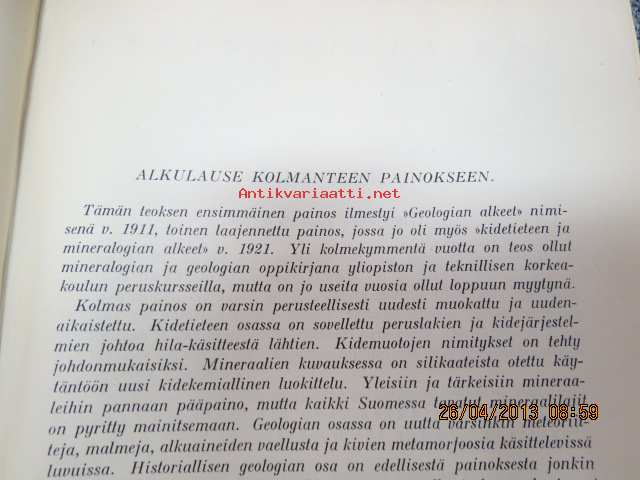 ALKULAUSE KOLMANTEEN PAINOKSEEN.
Antikvariaatti.net
Tämän teoksen ensimmäinen painos ilmestyi »Geologian alkeet» nimi-
senä v. 1911, toinen laajennettu painos, jossa jo oli myös »kidetieteen ja
mineralogian alkeet» v. 1921. Yli kolmekymmentä vuotta on teos ollut
mineralogian ja geologian oppikirjana yliopiston ja teknillisen korkea-
koulun peruskursseilla, mutta on jo useita vuosia ollut loppuun myytynä.
Kolmas painos on varsin perusteellisesti uudesti muokattu ja uuden-
aikaistettu. Kidetieteen osassa on sovellettu peruslakien ja kidejärjestel-
mien johtoa hila-käsitteestä lähtien. Kidemuotojen nimitykset on tehty
johdonmukaisiksi. Mineraalien kuvauksessa on silikaateista otettu käy-
täntöön uusi kidekemiallinen luokittelu. Yleisiin ja tärkeisiin mineraa-
leihin pannaan pääpaino, mutta kaikki Suomessa tavatut mineraalilajit
on pyritty mainitsemaan. Geologian osassa on uutta varsinkin meteoriit-
26/04/2013 08:59
teja, malmeja, alkuaineiden vaellusta ja kivien metamorfoosia käsittelevissä
luvuissa. Historiallisen geologian osa on edellisestä painoksesta jonkin